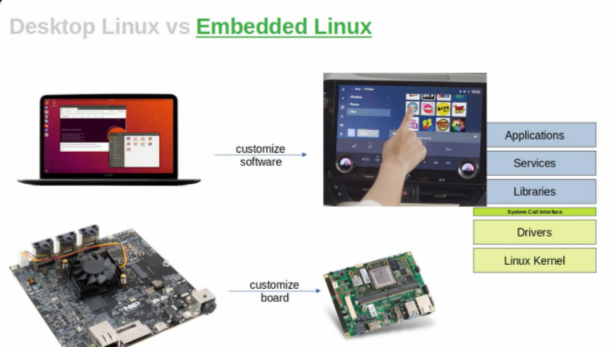 Desktop Linux vs Embedded Linux
customize
software
Applications
Services
Libraries
System Call Interface
Drivers
Linux Kernel
customize
board